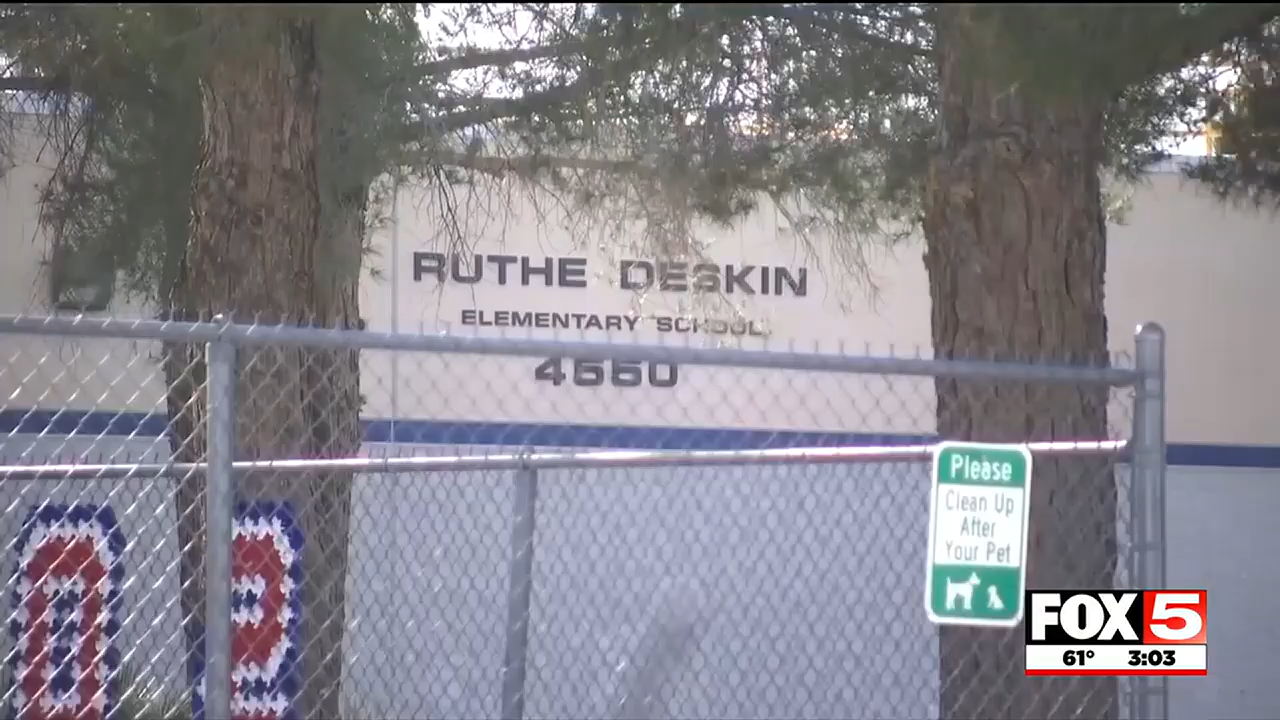 RUTHE DESKIN
ELEMENTARY SCHOOL
4550
Please
Clean Up
After
Your Pet
FOX 5
61° 3:03